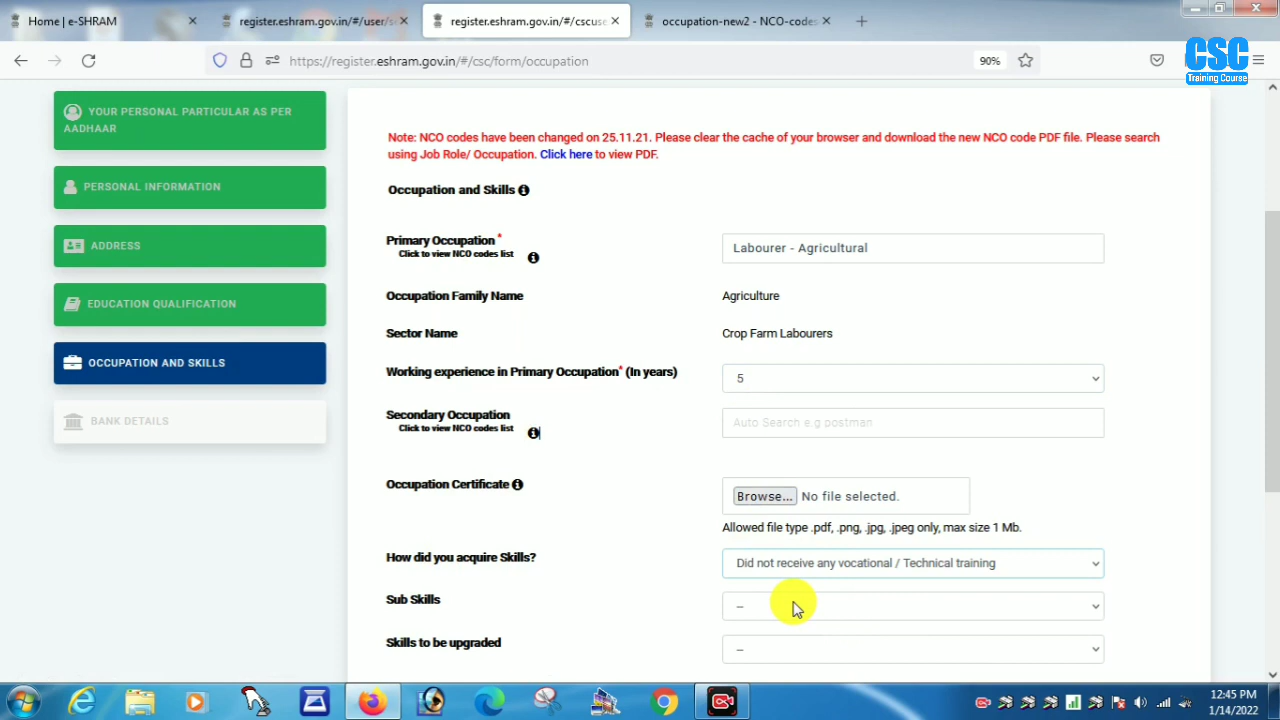 Home | e-SHRAM
register.eshram.gov.in/#/user/s
register.eshram.gov.in/#/cscuse
occupation-new2 - NCO-codes
https://register.eshram.gov.in/#/csc/form/occupation
90%
CSC
Training Course
YOUR PERSONAL PARTICULAR AS PER
AADHAAR
PERSONAL INFORMATION
ADDRESS
EDUCATION QUALIFICATION
OCCUPATION AND SKILLS
BANK DETAILS
Note: NCO codes have been changed on 25.11.21. Please clear the cache of your browser and download the new NCO code PDF file. Please search
using Job Role/ Occupation. Click here to view PDF.
Occupation and Skills
Primary Occupation *
Click to view NCO codes list
Labourer - Agricultural
Occupation Family Name
Agriculture
Sector Name
Crop Farm Labourers
Working experience in Primary Occupation* (In years)
5
Secondary Occupation
Click to view NCO codes list
Auto Search e.g postman
Occupation Certificate
Browse... No file selected.
Allowed file type .pdf, .png, .jpg, .jpeg only, max size 1 Mb.
How did you acquire Skills?
Did not receive any vocational / Technical training
Sub Skills
--
Skills to be upgraded
--
12:45 PM
1/14/2022